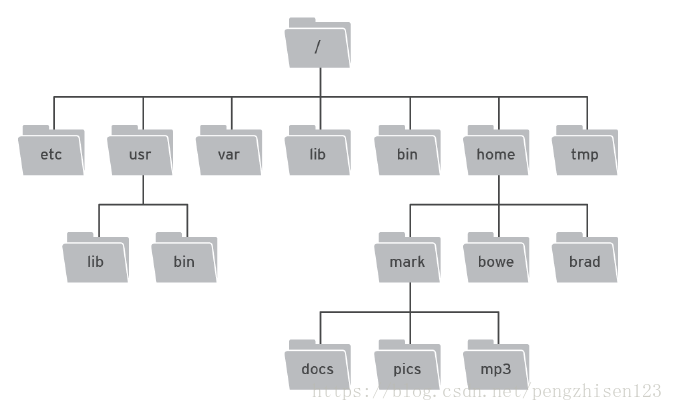 /
etc usr var lib bin home tmp
lib bin mark bowe brad
docs pics mp3
https://blog.csdn.net/pengzhisen123